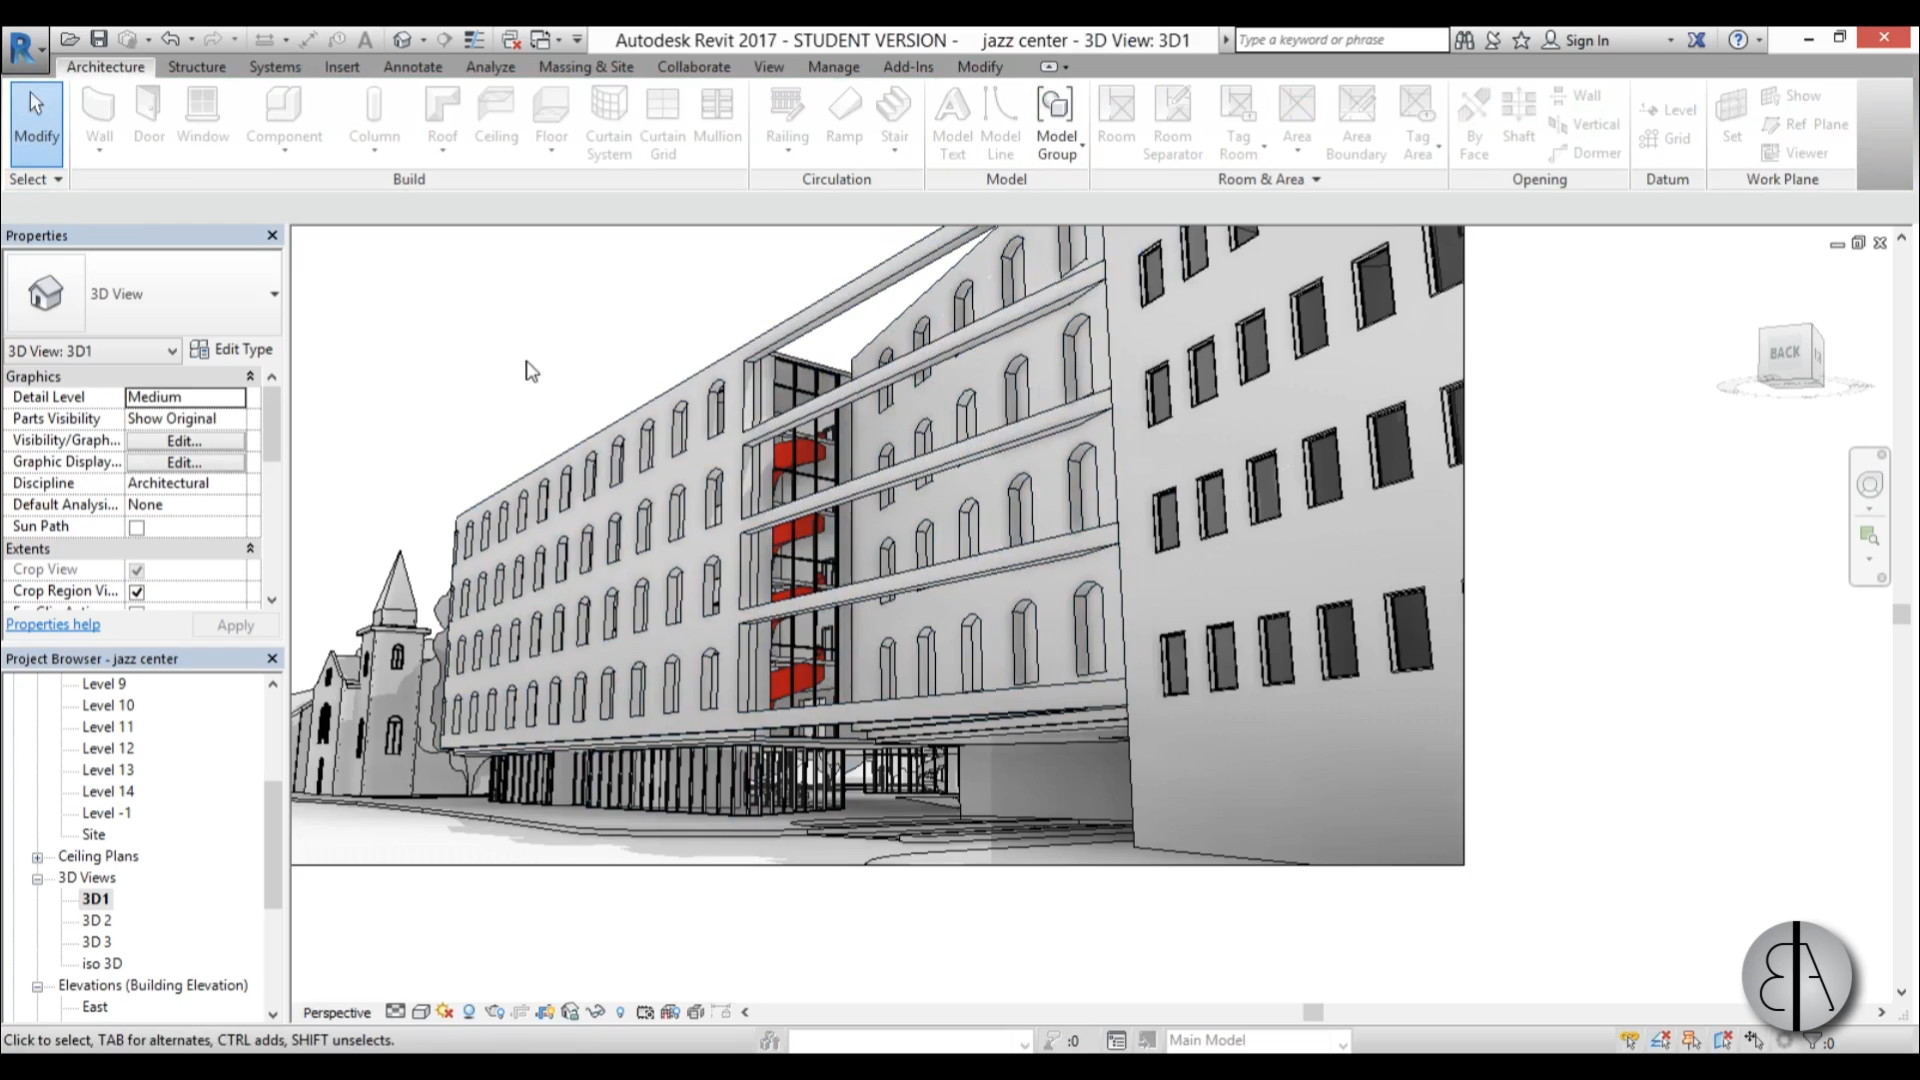 Autodesk Revit 2017 - STUDENT VERSION - jazz center - 3D View: 3D1
Type a keyword or phrase
Sign In
Architecture Structure Systems Insert Annotate Analyze Massing & Site Collaborate View Manage Add-Ins Modify
Modify Wall Door Window Component Column Roof Ceiling Floor Curtain System Curtain Grid Mullion Railing Ramp Stair Model Text Model Line Model Group Room Room Separator Tag Room Area Area Boundary Tag Area By Face Shaft Wall Vertical Dormer Level Grid Set Show Ref Plane Viewer
Select Build Circulation Model Room & Area Opening Datum Work Plane
Properties
3D View
3D View: 3D1 Edit Type
Graphics
Detail Level Medium
Parts Visibility Show Original
Visibility/Graph... Edit...
Graphic Display... Edit...
Discipline Architectural
Default Analysi... None
Sun Path
Extents
Crop View
Crop Region Vi...
Properties help Apply
Project Browser - jazz center
Level 9
Level 10
Level 11
Level 12
Level 13
Level 14
Level -1
Site
Ceiling Plans
3D Views
3D1
3D 2
3D 3
iso 3D
Elevations (Building Elevation)
East
BACK
Perspective
Click to select, TAB for alternates, CTRL adds, SHIFT unselects.
:0
Main Model
:0